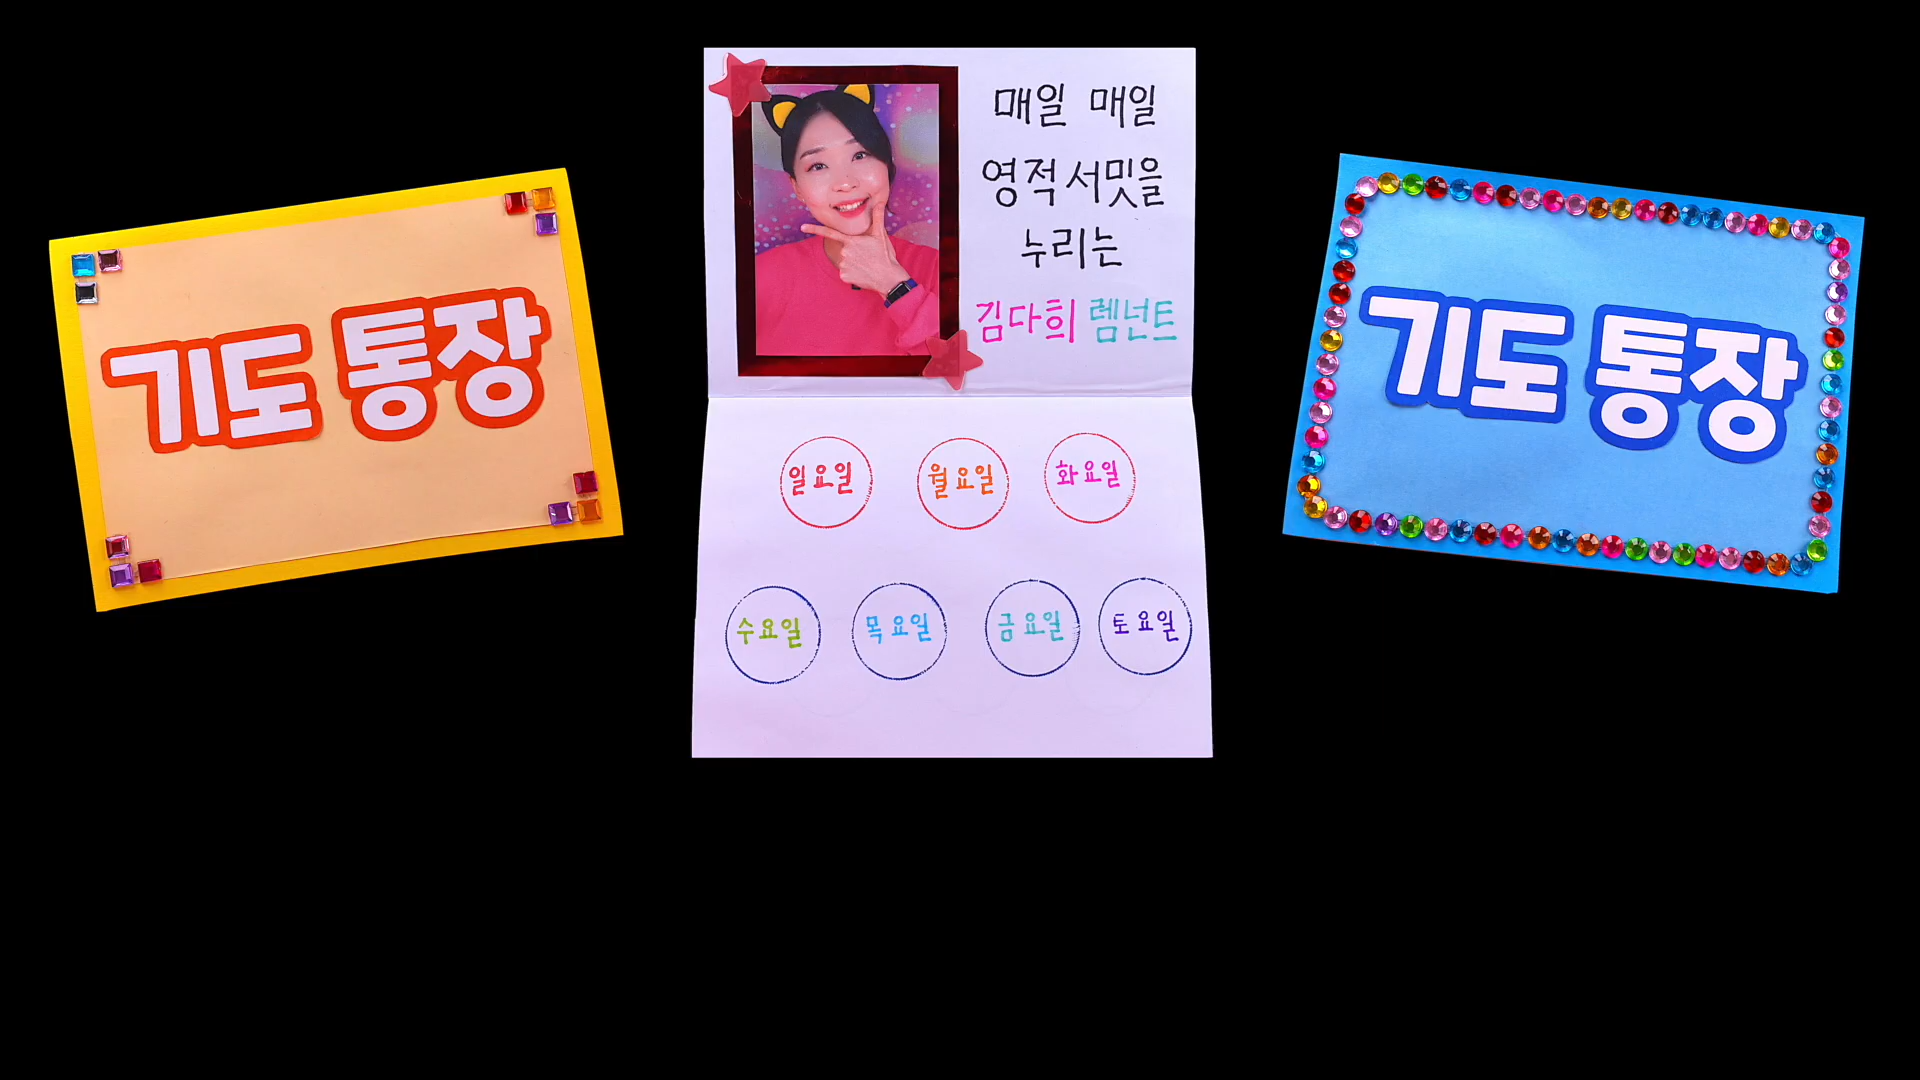 기도 통장
매일 매일
영적 서밋을
누리는
김다희 렘넌트
일요일 월요일 화요일
수요일 목요일 금요일 토요일
기도 통장